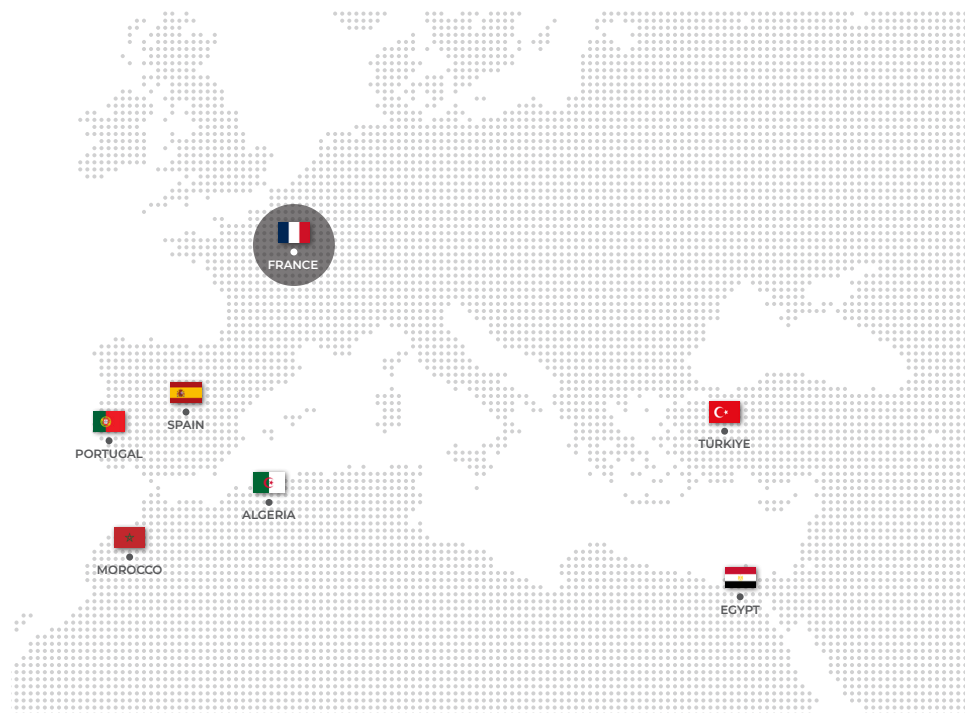 FRANCE
SPAIN
TÜRKIYE
PORTUGAL
ALGERIA
MOROCCO
EGYPT